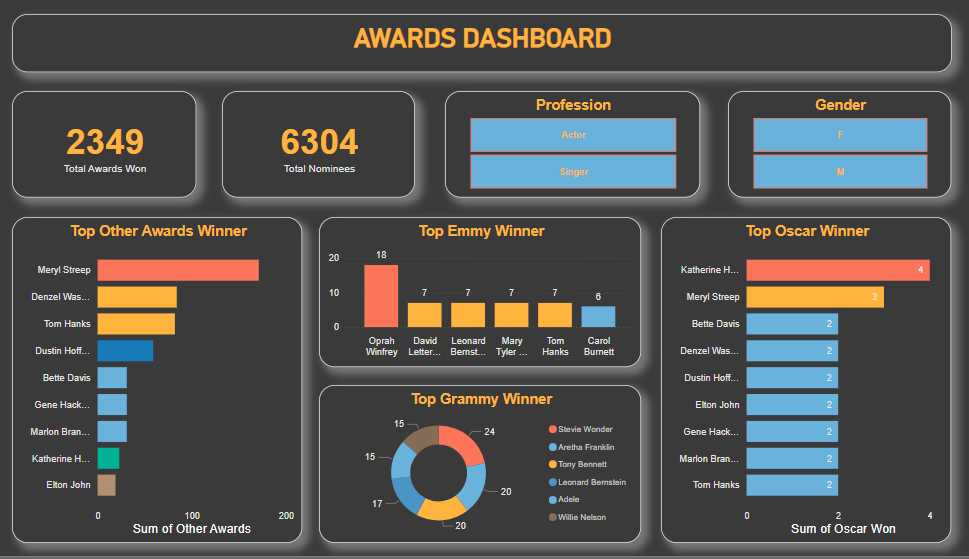 AWARDS DASHBOARD
2349
Total Awards Won
6304
Total Nominees
Profession
Actor
Singer
Gender
F
M
Top Other Awards Winner
Meryl Streep
Denzel Was...
Tom Hanks
Dustin Hoff...
Bette Davis
Gene Hack...
Marlon Bran...
Katherine H...
Elton John
0 100 200
Sum of Other Awards
Top Emmy Winner
20
10
0
18 7 7 7 7 6
Oprah Winfrey
David Letter...
Leonard Bernst...
Mary Tyler ...
Tom Hanks
Carol Burnett
Top Grammy Winner
24
20
20
17
15
15
Stevie Wonder
Aretha Franklin
Tony Bennett
Leonard Bernstein
Adele
Willie Nelson
Top Oscar Winner
Katherine H... 4
Meryl Streep 3
Bette Davis 2
Denzel Was... 2
Dustin Hoff... 2
Elton John 2
Gene Hack... 2
Marlon Bran... 2
Tom Hanks 2
0 2 4
Sum of Oscar Won